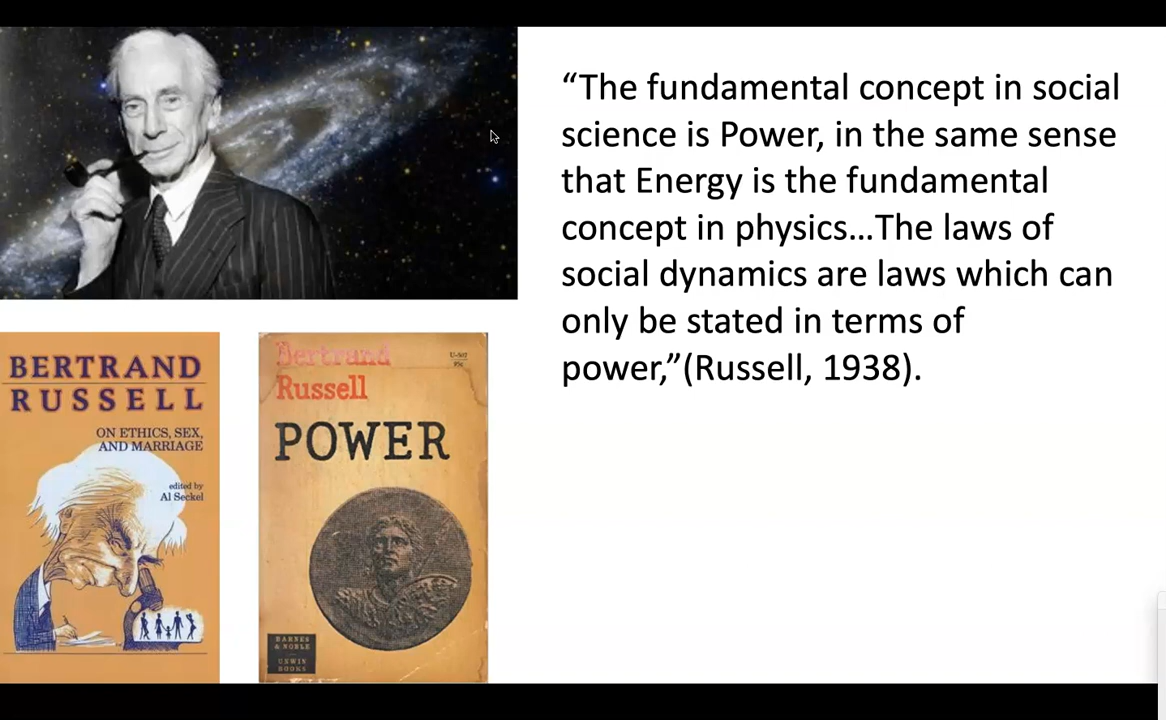 “The fundamental concept in social
science is Power, in the same sense
that Energy is the fundamental
concept in physics...The laws of
social dynamics are laws which can
only be stated in terms of
power,”(Russell, 1938).
BERTRAND
RUSSELL
ON ETHICS, SEX,
AND MARRIAGE
edited by
Al Seckel
Bertrand
Russell
U-507
95c
POWER
BARNES
& NOBLE
UNWIN
BOOKS